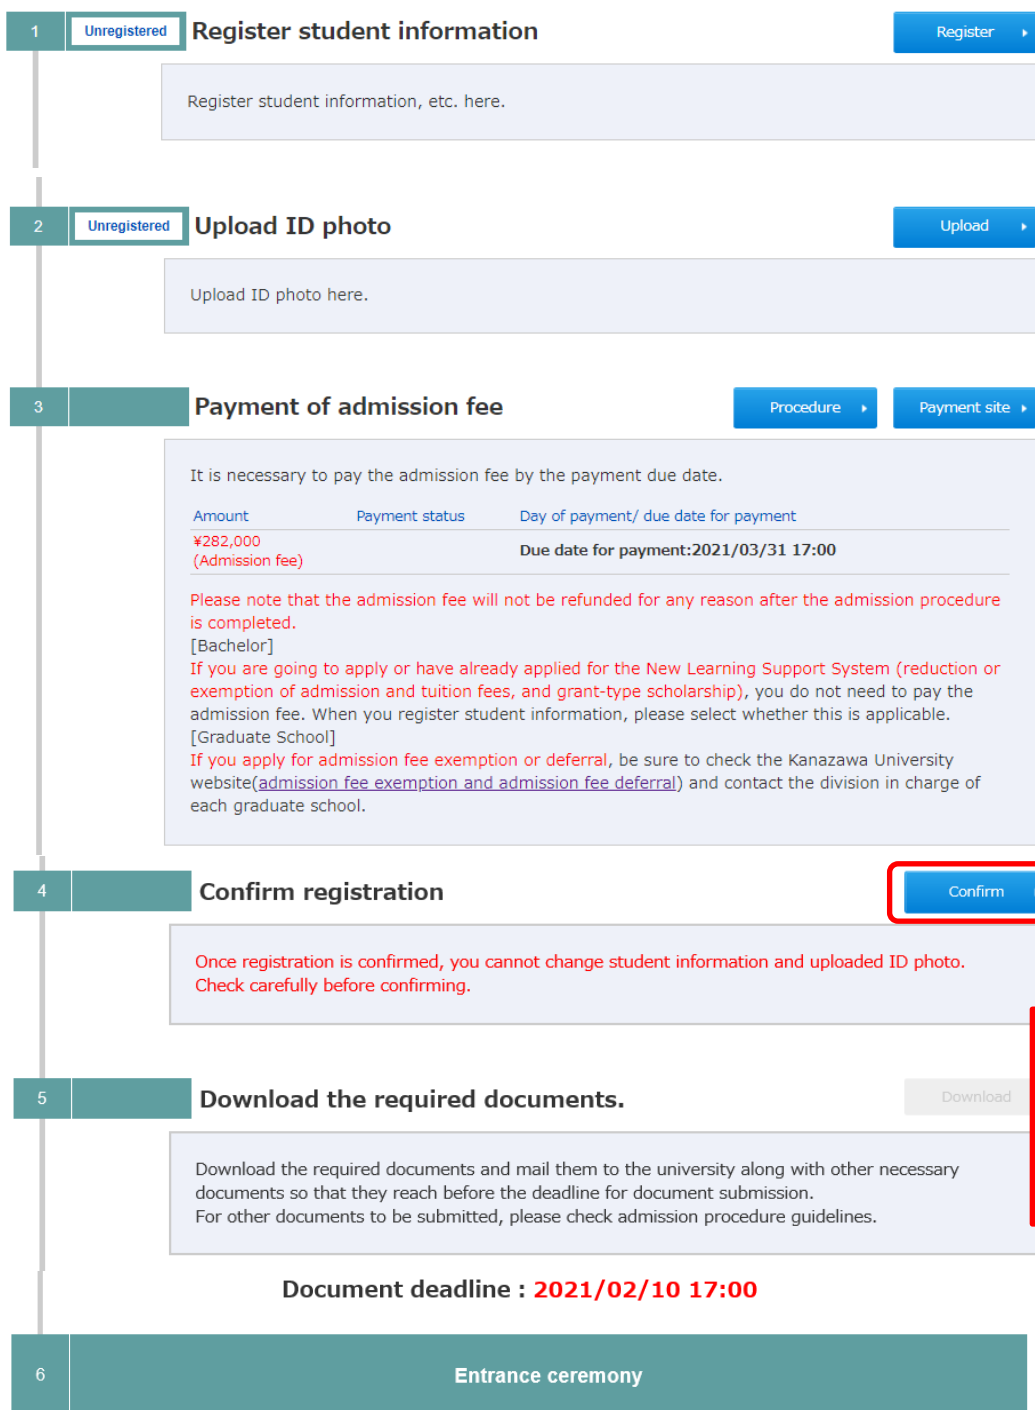 1 Unregistered Register student information Register
Register student information, etc. here.
2 Unregistered Upload ID photo Upload
Upload ID photo here.
3 Payment of admission fee Procedure Payment site
It is necessary to pay the admission fee by the payment due date.
Amount Payment status Day of payment/ due date for payment
¥282,000
(Admission fee)
Due date for payment:2021/03/31 17:00
Please note that the admission fee will not be refunded for any reason after the admission procedure
is completed.
[Bachelor]
If you are going to apply or have already applied for the New Learning Support System (reduction or
exemption of admission and tuition fees, and grant-type scholarship), you do not need to pay the
admission fee. When you register student information, please select whether this is applicable.
[Graduate School]
If you apply for admission fee exemption or deferral, be sure to check the Kanazawa University
website(admission fee exemption and admission fee deferral) and contact the division in charge of
each graduate school.
4 Confirm registration Confirm
Once registration is confirmed, you cannot change student information and uploaded ID photo.
Check carefully before confirming.
5 Download the required documents. Download
Download the required documents and mail them to the university along with other necessary
documents so that they reach before the deadline for document submission.
For other documents to be submitted, please check admission procedure guidelines.
Document deadline : 2021/02/10 17:00
6 Entrance ceremony